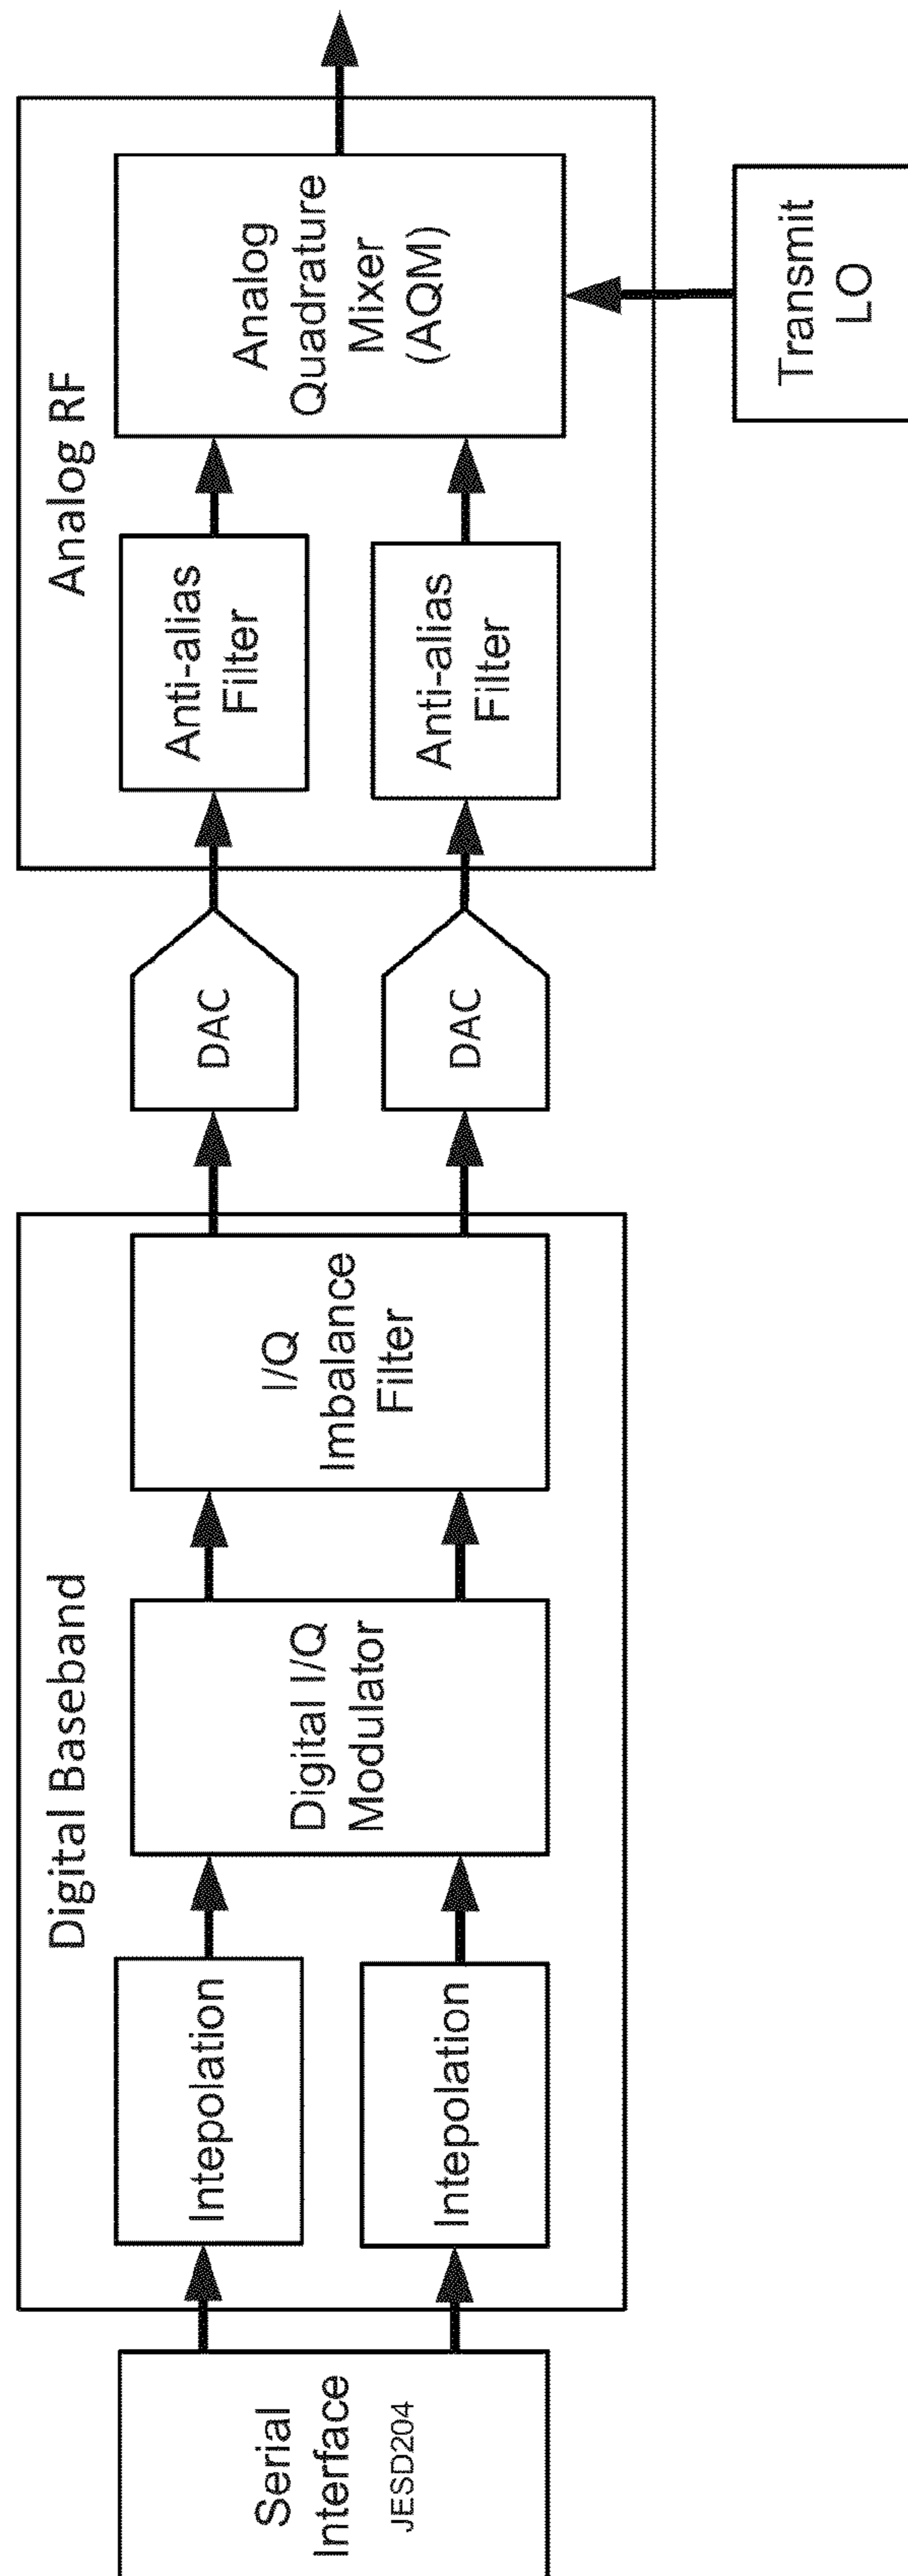 Serial
Interface
JESD204
Digital Baseband
Intepolation
Intepolation
Digital I/Q
Modulator
I/Q
Imbalance
Filter
DAC
DAC
Analog RF
Anti-alias
Filter
Anti-alias
Filter
Analog
Quadrature
Mixer
(AQM)
Transmit
LO